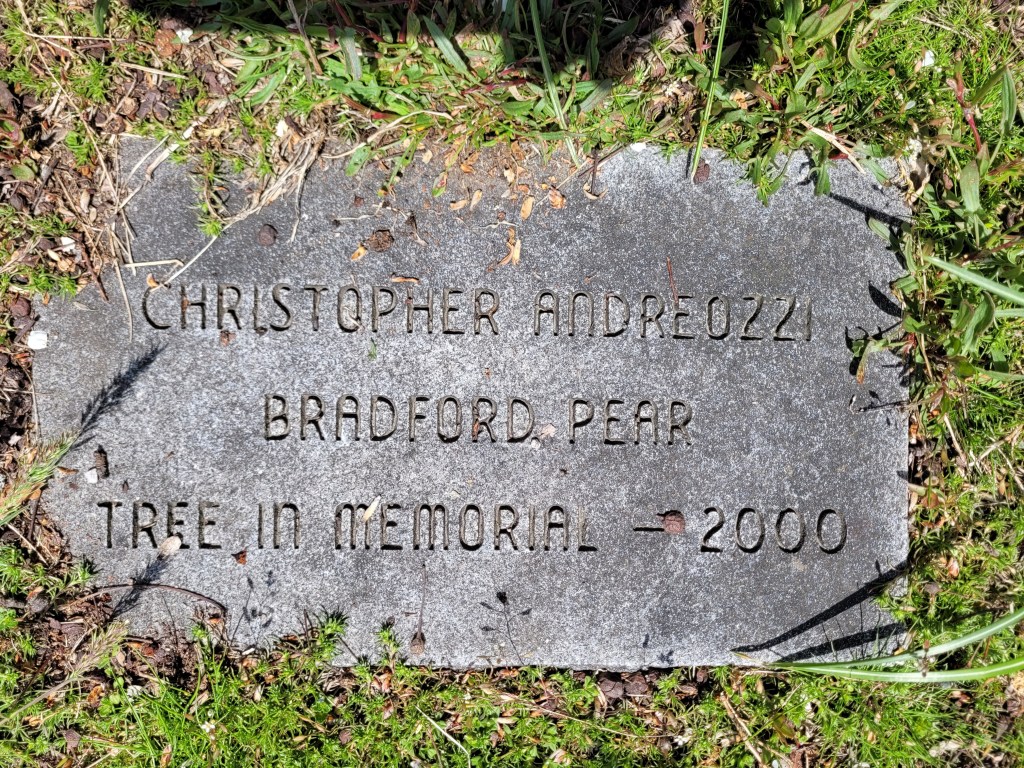 CHRISTOPHER ANDREOZZI
BRADFORD PEAR
TREE IN MEMORIAL - 2000